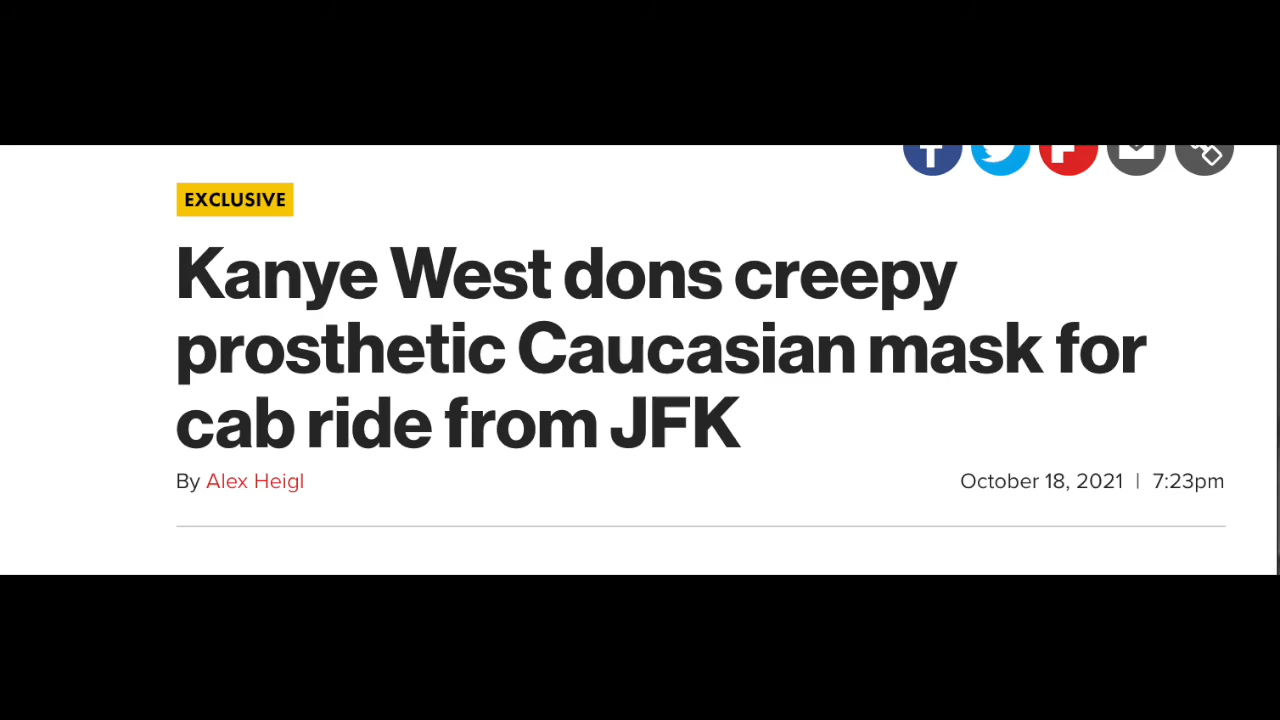 EXCLUSIVE
Kanye West dons creepy
prosthetic Caucasian mask for
cab ride from JFK
By Alex Heigl
October 18, 2021 | 7:23pm